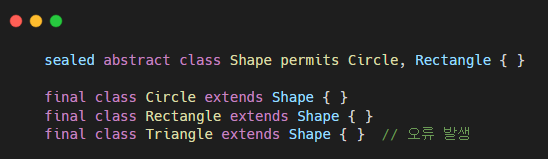 sealed abstract class Shape permits Circle, Rectangle { }
final class Circle extends Shape { }
final class Rectangle extends Shape { }
final class Triangle extends Shape { }  // 오류 발생